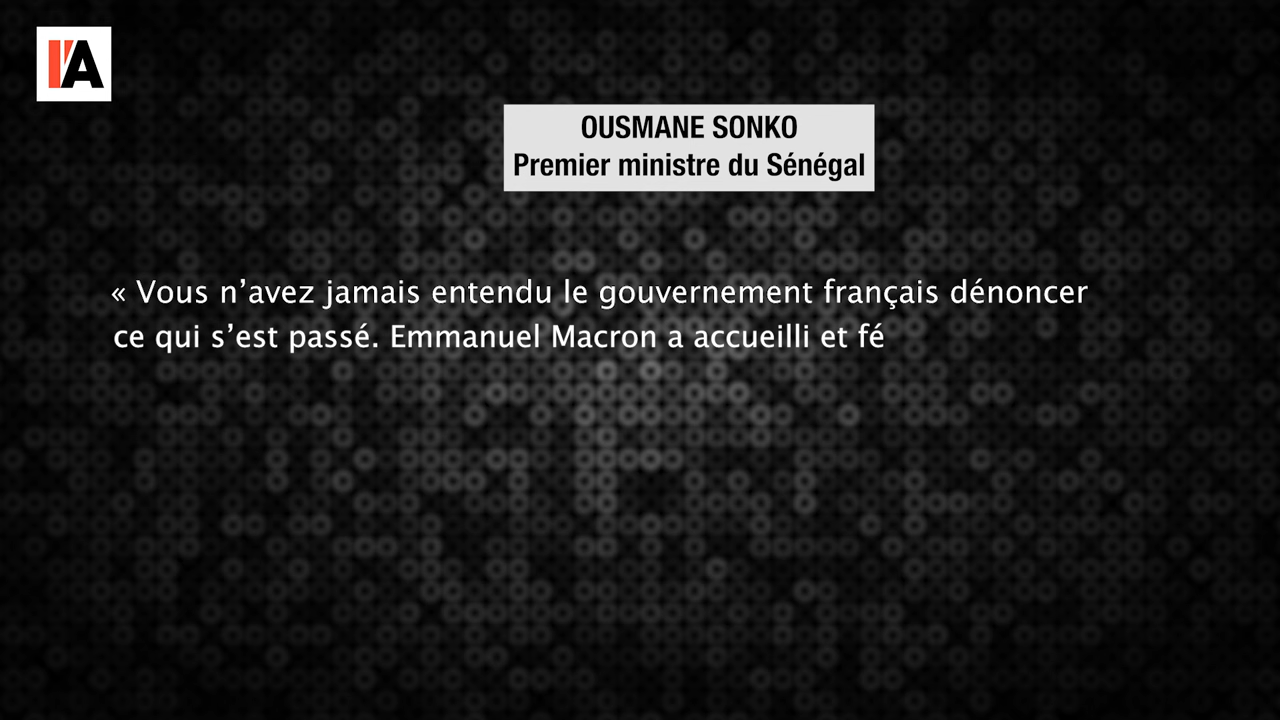 l'A
OUSMANE SONKO
Premier ministre du Sénégal
« Vous n’avez jamais entendu le gouvernement français dénoncer
ce qui s’est passé. Emmanuel Macron a accueilli et fé